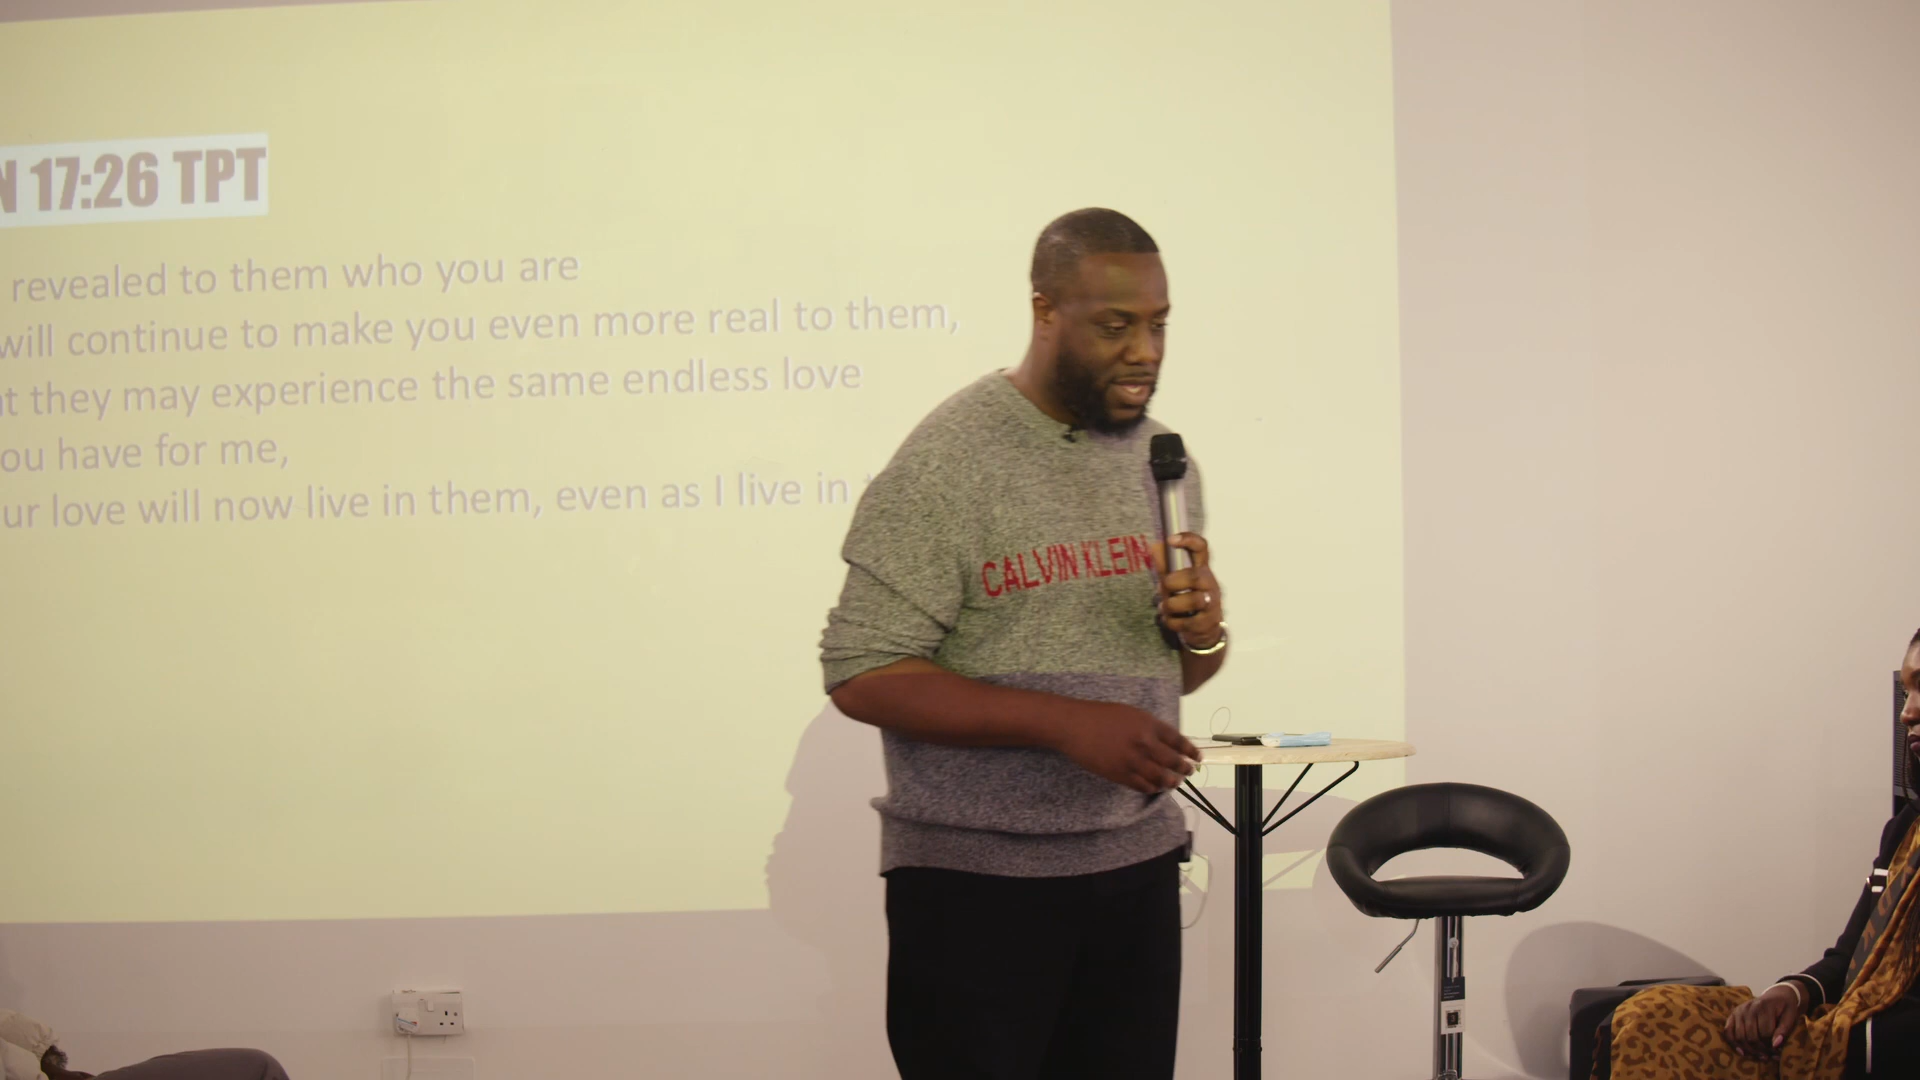 N 17:26 TPT
revealed to them who you are
will continue to make you even more real to them,
they may experience the same endless love
ou have for me,
ur love will now live in them, even as I live in
CALVIN KLEIN